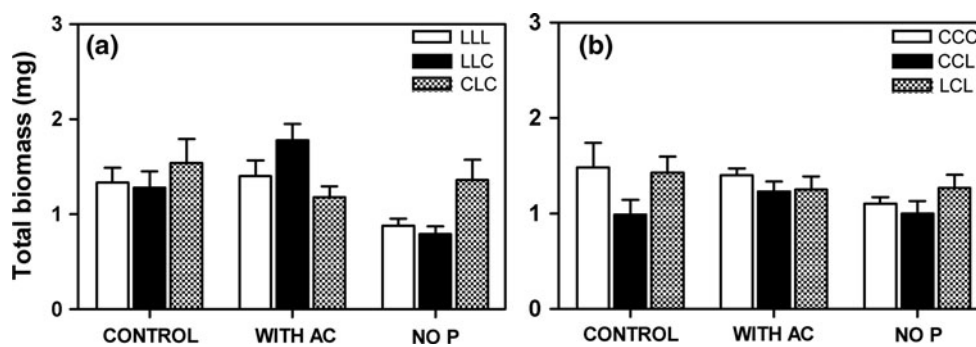 (a)
LLL
LLC
CLC
Total biomass (mg)
3
2
1
0
CONTROL WITH AC NO P
(b)
CCC
CCL
LCL
3
2
1
0
CONTROL WITH AC NO P